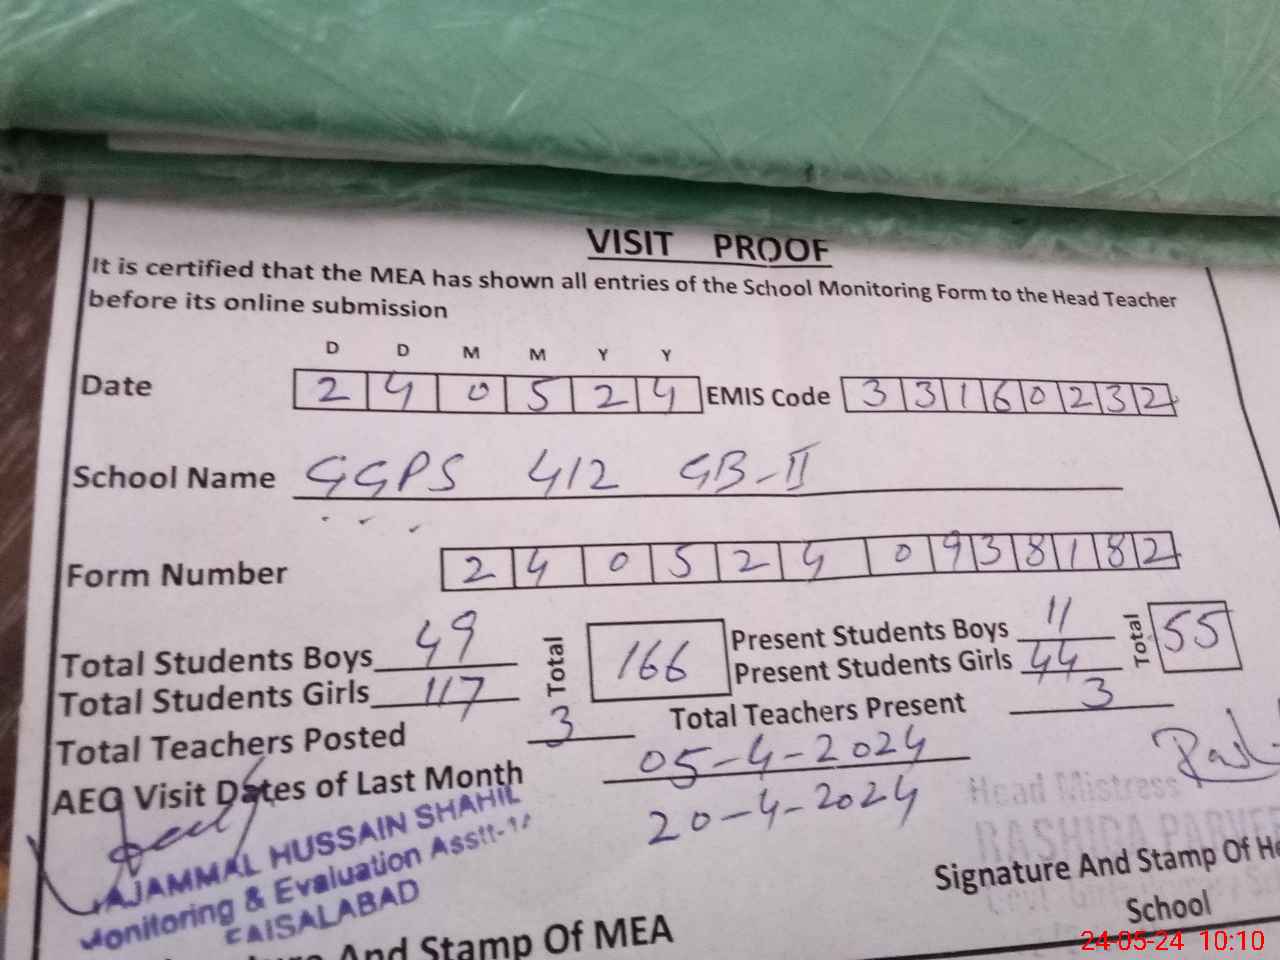 VISIT PROOF
It is certified that the MEA has shown all entries of the School Monitoring Form to the Head Teacher
before its online submission
D D M M Y Y
Date 2 4 0 5 2 4 EMIS Code 3 3 1 6 0 2 3 2
School Name GGPS 412 GB-II
Form Number 2 4 0 5 2 4 0 9 3 8 1 8 2
Total Students Boys 49 Total 166 Present Students Boys 11 Total 55
Total Students Girls 117 Present Students Girls 44
Total Teachers Posted 3 Total Teachers Present 3
AEO Visit Dates of Last Month 05-4-2024
20-4-2024
AJAMMAL HUSSAIN SHAHIL
Monitoring & Evaluation Asstt-
FAISALABAD
Head Mistress
RASHIDA
Signature And Stamp Of
School
And Stamp Of MEA
24-05-24 10:10